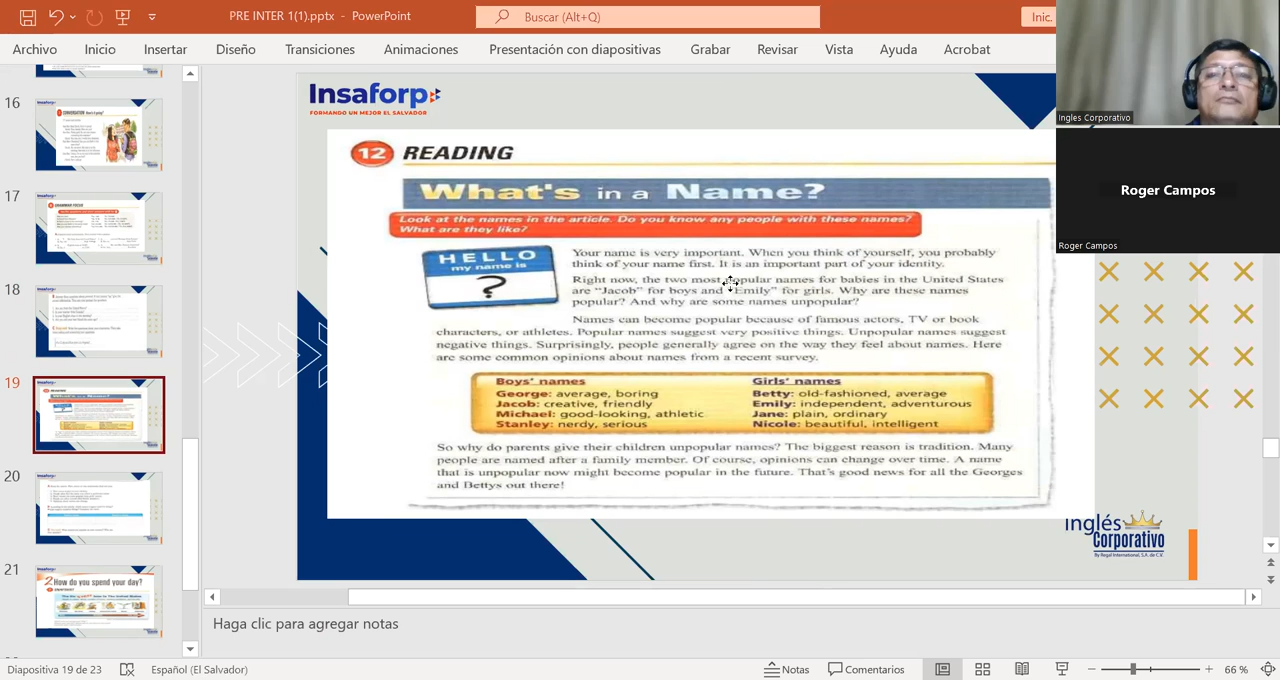 PRE INTER 1(1).pptx - PowerPoint
Buscar (Alt+Q)
Inic.
Archivo Inicio Insertar Diseño Transiciones Animaciones Presentación con diapositivas Grabar Revisar Vista Ayuda Acrobat
Ingles Corporativo
Roger Campos
Roger Campos
16
17
18
19
20
21
2 How do you spend your day?
Insaforp
FORMANDO UN MEJOR EL SALVADOR
12 READING
What's in a Name?
Look at the names in the article. Do you know any people with these names?
What are they like?
HELLO
my name is
?
Your name is very important. When you think of yourself, you probably
think of your name first. It is an important part of your identity.
Right now, the two most popular names for babies in the United States
are "Jacob" for boys and "Emily" for girls. Why are these names
popular? And why are some names unpopular?
Names can become popular because of famous actors, TV or book
characters, or athletes. Popular names suggest very positive things. Unpopular names suggest
negative things. Surprisingly, people generally agree on the way they feel about names. Here
are some common opinions about names from a recent survey.
Boys' names
George: average, boring
Jacob: creative, friendly
Michael: good-looking, athletic
Stanley: nerdy, serious
Girls' names
Betty: old-fashioned, average
Emily: independent, adventurous
Jane: plain, ordinary
Nicole: beautiful, intelligent
So why do parents give their children unpopular names? The biggest reason is tradition. Many
people are named after a family member. Of course, opinions can change over time. A name
that is unpopular now might become popular in the future. That's good news for all the Georges
and Bettys out there!
Inglés
Corporativo
By Regal International, S.A. de C.V.
Haga clic para agregar notas
Diapositiva 19 de 23
Español (El Salvador)
Notas
Comentarios
66 %